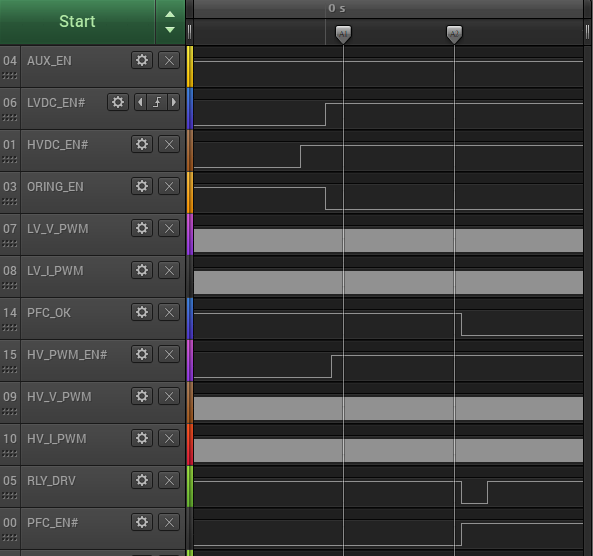 Start
0 s
A1
A2
04 AUX_EN
06 LVDC_EN#
01 HVDC_EN#
03 ORING_EN
07 LV_V_PWM
08 LV_I_PWM
14 PFC_OK
15 HV_PWM_EN#
09 HV_V_PWM
10 HV_I_PWM
05 RLY_DRV
00 PFC_EN#